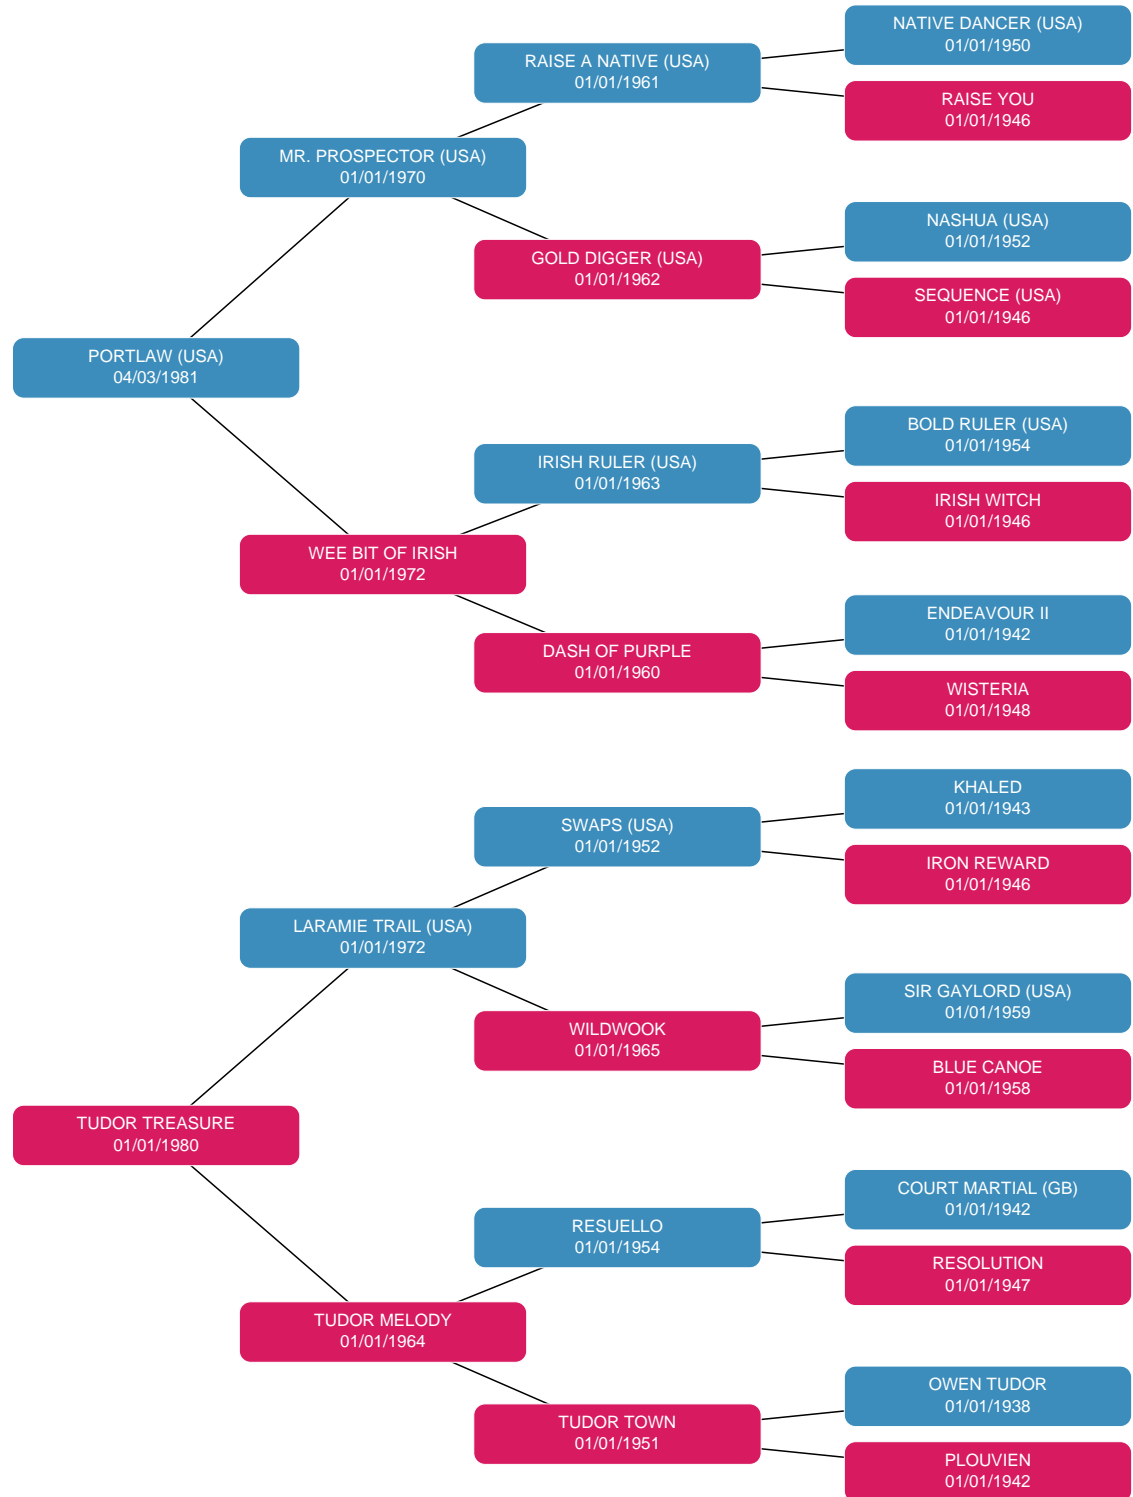 NATIVE DANCER (USA)
01/01/1950
RAISE A NATIVE (USA)
01/01/1961
RAISE YOU
01/01/1946
MR. PROSPECTOR (USA)
01/01/1970
NASHUA (USA)
01/01/1952
GOLD DIGGER (USA)
01/01/1962
SEQUENCE (USA)
01/01/1946
PORTLAW (USA)
04/03/1981
BOLD RULER (USA)
01/01/1954
IRISH RULER (USA)
01/01/1963
IRISH WITCH
01/01/1946
WEE BIT OF IRISH
01/01/1972
ENDEAVOUR II
01/01/1942
DASH OF PURPLE
01/01/1960
WISTERIA
01/01/1948
KHALED
01/01/1943
SWAPS (USA)
01/01/1952
IRON REWARD
01/01/1946
LARAMIE TRAIL (USA)
01/01/1972
SIR GAYLORD (USA)
01/01/1959
WILDWOOK
01/01/1965
BLUE CANOE
01/01/1958
TUDOR TREASURE
01/01/1980
COURT MARTIAL (GB)
01/01/1942
RESUELLO
01/01/1954
RESOLUTION
01/01/1947
TUDOR MELODY
01/01/1964
OWEN TUDOR
01/01/1938
TUDOR TOWN
01/01/1951
PLOUVIEN
01/01/1942